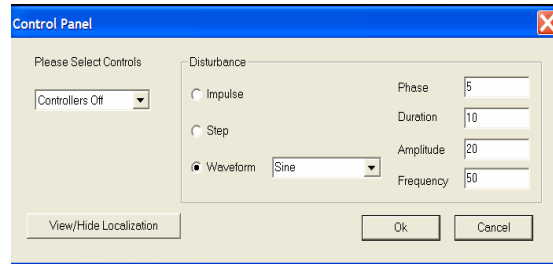 Control Panel
Please Select Controls
Controllers Off
Disturbance
Impulse
Step
Waveform Sine
Phase 5
Duration 10
Amplitude 20
Frequency 50
View/Hide Localization
Ok Cancel